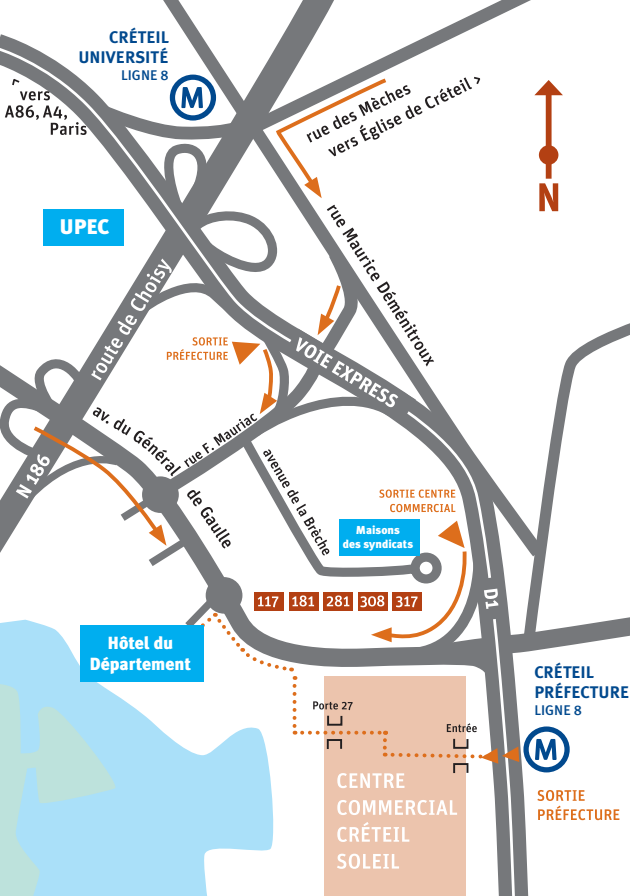 CRÉTEIL
UNIVERSITÉ
LIGNE 8
M
< vers
A86, A4,
Paris
rue des Mèches
vers Église de Créteil >
N
UPEC
rue Maurice Déménitroux
route de Choisy
SORTIE
PRÉFECTURE
VOIE EXPRESS
av. du Général
de Gaulle
rue F. Mauriac
N 186
avenue de la Brèche
SORTIE CENTRE
COMMERCIAL
Maisons
des syndicats
117 181 281 308 317
D1
Hôtel du
Département
CRÉTEIL
PRÉFECTURE
LIGNE 8
M
Porte 27
Entrée
CENTRE
COMMERCIAL
CRÉTEIL
SOLEIL
SORTIE
PRÉFECTURE